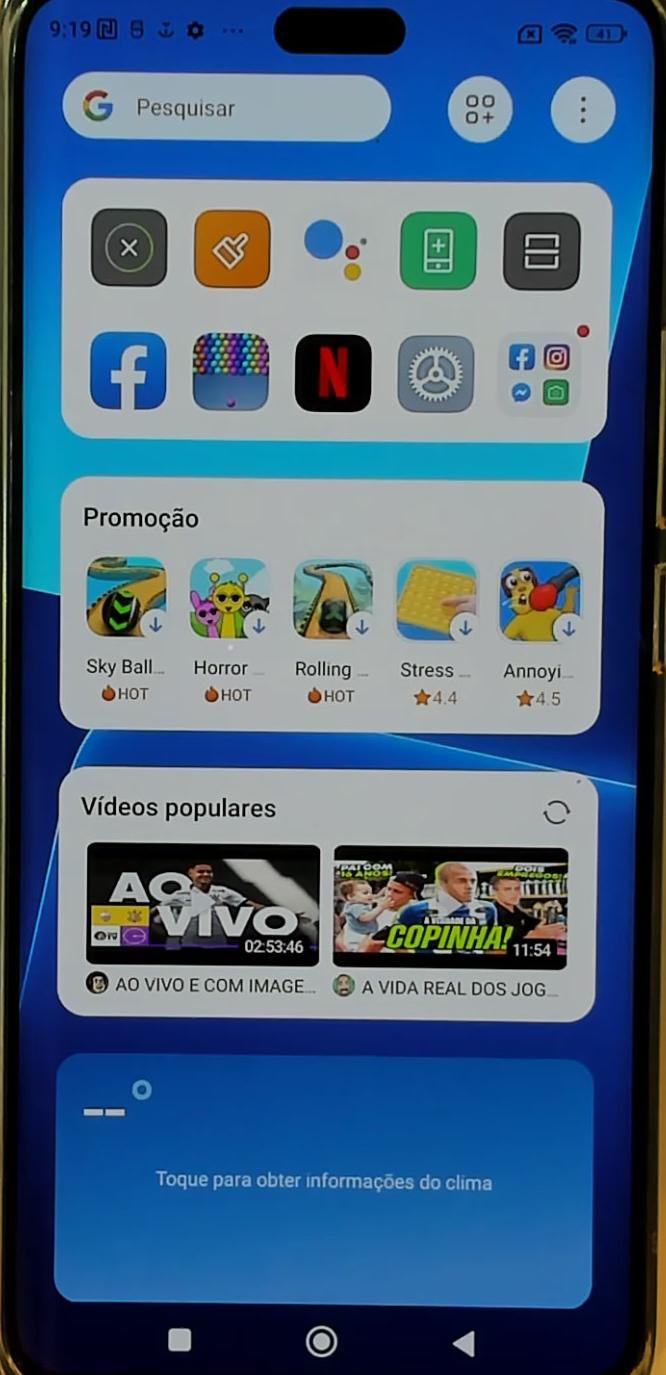 9:19
41
Pesquisar
Promoção
Sky Ball...
Horror ...
Rolling ...
Stress ...
Annoyi...
HOT
HOT
HOT
4.4
4.5
Vídeos populares
AO
VIVO
02:53:46
PAI COM
16 ANOS!
DOIS
EMPREGOS!
A VERDADE DA
COPINHA!
11:54
AO VIVO E COM IMAGE...
A VIDA REAL DOS JOG...
Toque para obter informações do clima